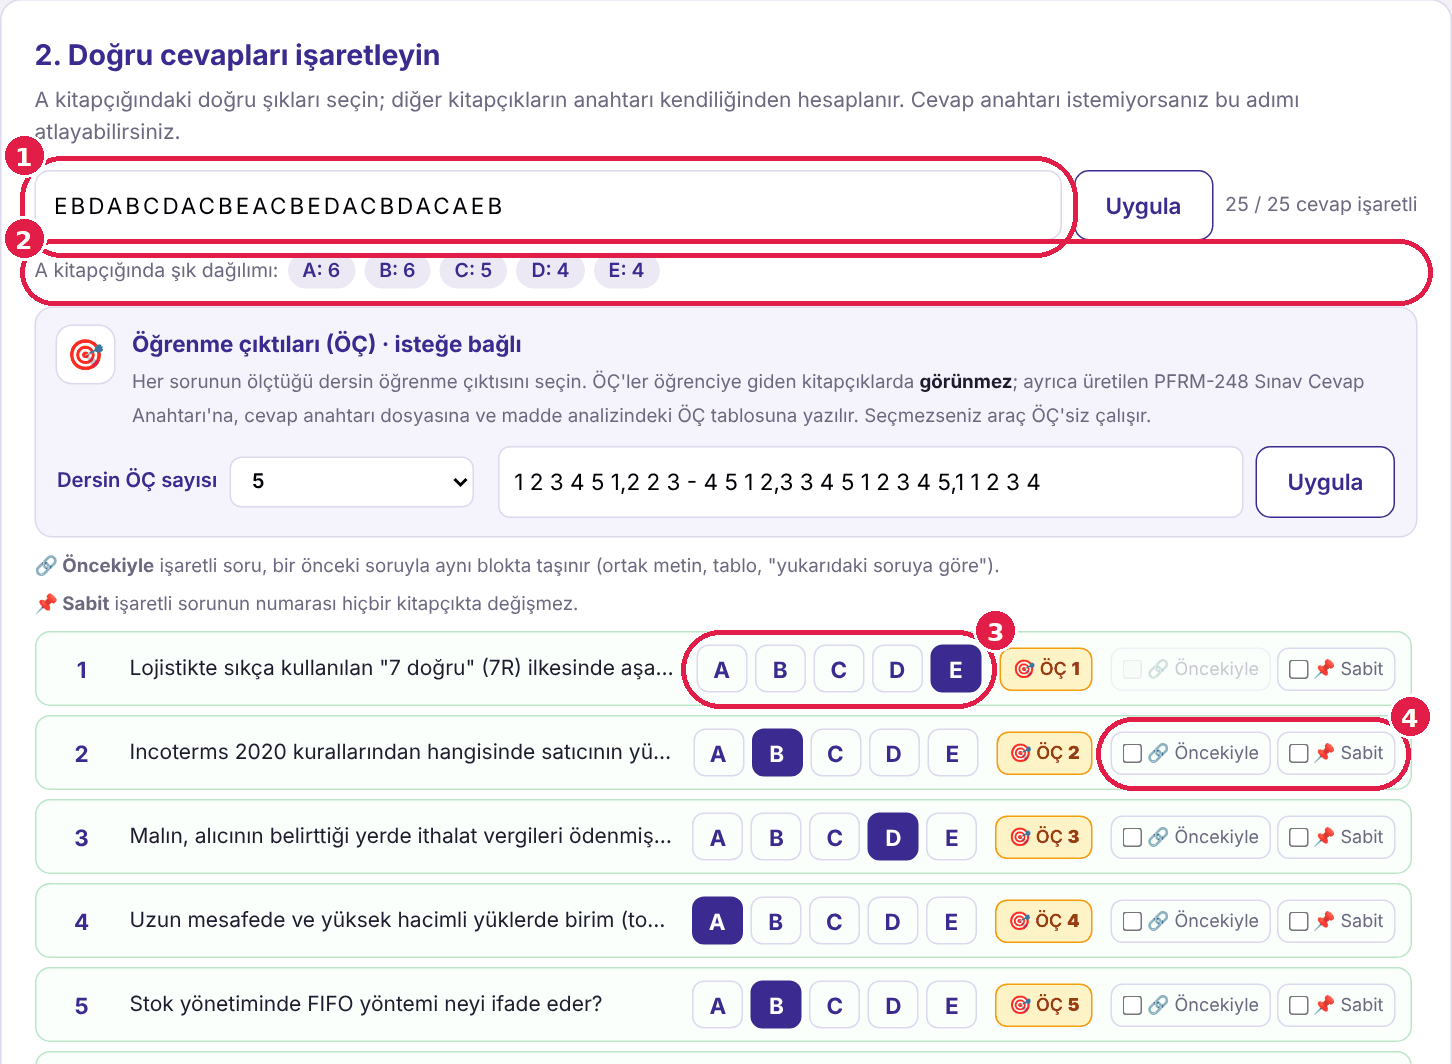 2. Doğru cevapları işaretleyin
A kitapçığındaki doğru şıkları seçin; diğer kitapçıkların anahtarı kendiliğinden hesaplanır. Cevap anahtarı istemiyorsanız bu adımı
atlayabilirsiniz.
1
EBDABCDACBEACBEDACBDACAEB
Uygula
25 / 25 cevap işaretli
2
A kitapçığında şık dağılımı: A: 6 B: 6 C: 5 D: 4 E: 4
Öğrenme çıktıları (ÖÇ) · isteğe bağlı
Her sorunun ölçtüğü dersin öğrenme çıktısını seçin. ÖÇ'ler öğrenciye giden kitapçıklarda görünmez; ayrıca üretilen PFRM-248 Sınav Cevap
Anahtarı'na, cevap anahtarı dosyasına ve madde analizindeki ÖÇ tablosuna yazılır. Seçmezseniz araç ÖÇ'siz çalışır.
Dersin ÖÇ sayısı 5 1 2 3 4 5 1,2 2 3 - 4 5 1 2,3 3 4 5 1 2 3 4 5,1 1 2 3 4 Uygula
Öncekiyle işaretli soru, bir önceki soruyla aynı blokta taşınır (ortak metin, tablo, "yukarıdaki soruya göre").
Sabit işaretli sorunun numarası hiçbir kitapçıkta değişmez.
3
1 Lojistikte sıkça kullanılan "7 doğru" (7R) ilkesinde aşa... A B C D E ÖÇ 1 Öncekiyle Sabit
4
2 Incoterms 2020 kurallarından hangisinde satıcının yü... A B C D E ÖÇ 2 Öncekiyle Sabit
3 Malın, alıcının belirttiği yerde ithalat vergileri ödenmiş... A B C D E ÖÇ 3 Öncekiyle Sabit
4 Uzun mesafede ve yüksek hacimli yüklerde birim (to... A B C D E ÖÇ 4 Öncekiyle Sabit
5 Stok yönetiminde FIFO yöntemi neyi ifade eder? A B C D E ÖÇ 5 Öncekiyle Sabit